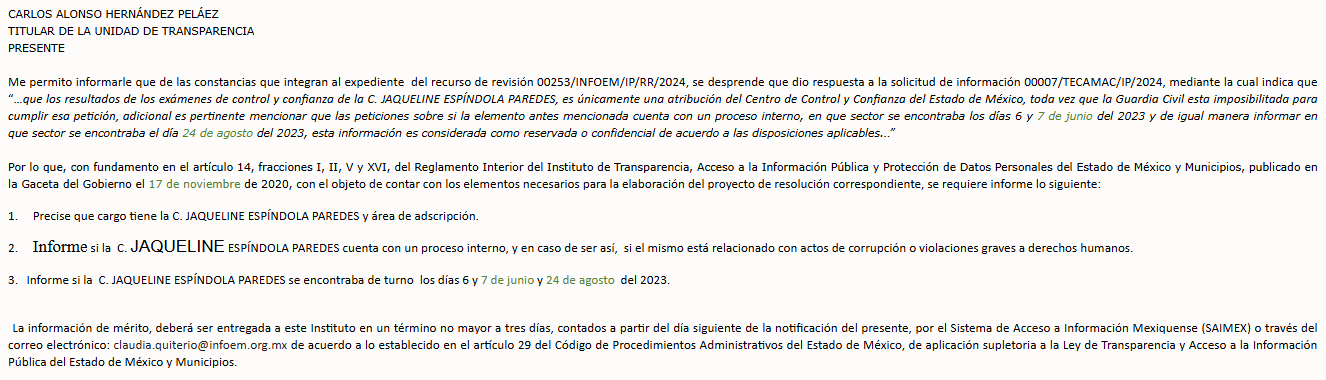 CARLOS ALONSO HERNÁNDEZ PELÁEZ
TITULAR DE LA UNIDAD DE TRANSPARENCIA
PRESENTE
Me permito informarle que de las constancias que integran al expediente del recurso de revisión 00253/INFOEM/IP/RR/2024, se desprende que dio respuesta a la solicitud de información 00007/TECAMAC/IP/2024, mediante la cual indica que
“…que los resultados de los exámenes de control y confianza de la C. JAQUELINE ESPÍNDOLA PAREDES, es únicamente una atribución del Centro de Control y Confianza del Estado de México, toda vez que la Guardia Civil esta imposibilitada para
cumplir esa petición, adicional es pertinente mencionar que las peticiones sobre si la elemento antes mencionada cuenta con un proceso interno, en que sector se encontraba los días 6 y 7 de junio del 2023 y de igual manera informar en
que sector se encontraba el día 24 de agosto del 2023, esta información es considerada como reservada o confidencial de acuerdo a las disposiciones aplicables...”
Por lo que, con fundamento en el artículo 14, fracciones I, II, V y XVI, del Reglamento Interior del Instituto de Transparencia, Acceso a la Información Pública y Protección de Datos Personales del Estado de México y Municipios, publicado en
la Gaceta del Gobierno el 17 de noviembre de 2020, con el objeto de contar con los elementos necesarios para la elaboración del proyecto de resolución correspondiente, se requiere informe lo siguiente:
1. Precise que cargo tiene la C. JAQUELINE ESPÍNDOLA PAREDES y área de adscripción.
2. Informe si la C. JAQUELINE ESPÍNDOLA PAREDES cuenta con un proceso interno, y en caso de ser así, si el mismo está relacionado con actos de corrupción o violaciones graves a derechos humanos.
3. Informe si la C. JAQUELINE ESPÍNDOLA PAREDES se encontraba de turno los días 6 y 7 de junio y 24 de agosto del 2023.
La información de mérito, deberá ser entregada a este Instituto en un término no mayor a tres días, contados a partir del día siguiente de la notificación del presente, por el Sistema de Acceso a Información Mexiquense (SAIMEX) o través del
correo electrónico: claudia.quiterio@infoem.org.mx de acuerdo a lo establecido en el artículo 29 del Código de Procedimientos Administrativos del Estado de México, de aplicación supletoria a la Ley de Transparencia y Acceso a la Información
Pública del Estado de México y Municipios.